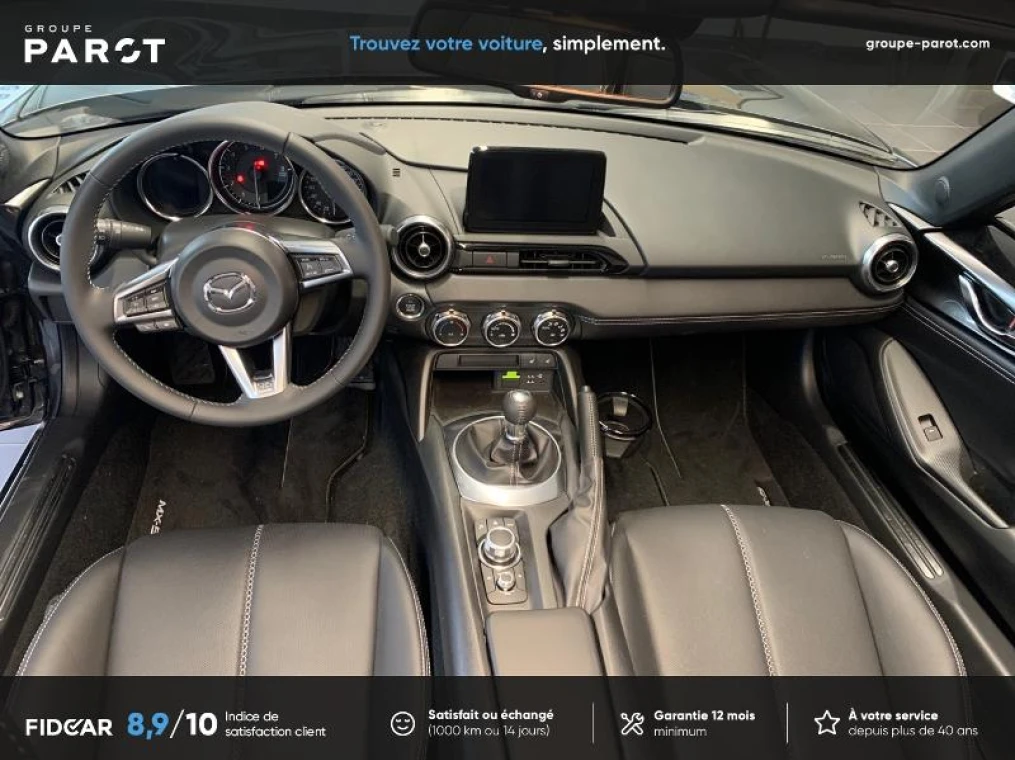 GROUPE
PAROT
Trouvez votre voiture, simplement.
groupe-parot.com
MX-5
FIDCAR 8,9/10 Indice de
satisfaction client
Satisfait ou échangé
(1000 km ou 14 jours)
Garantie 12 mois
minimum
À votre service
depuis plus de 40 ans